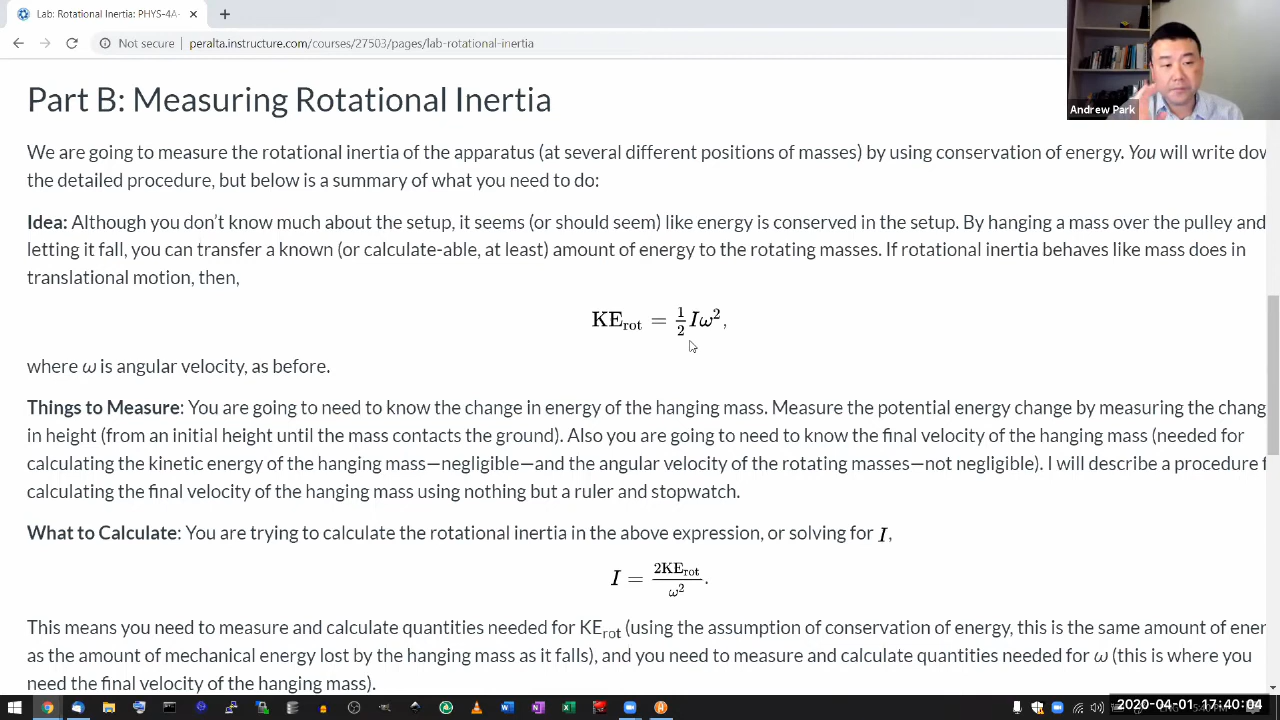 Lab: Rotational Inertia: PHYS-4A-
Not secure | peralta.instructure.com/courses/27503/pages/lab-rotational-inertia
Andrew Park
Part B: Measuring Rotational Inertia
We are going to measure the rotational inertia of the apparatus (at several different positions of masses) by using conservation of energy. You will write dow
the detailed procedure, but below is a summary of what you need to do:
Idea: Although you don't know much about the setup, it seems (or should seem) like energy is conserved in the setup. By hanging a mass over the pulley and
letting it fall, you can transfer a known (or calculate-able, at least) amount of energy to the rotating masses. If rotational inertia behaves like mass does in
translational motion, then,
KE_rot = 1/2 Iω²,
where ω is angular velocity, as before.
Things to Measure: You are going to need to know the change in energy of the hanging mass. Measure the potential energy change by measuring the chang
in height (from an initial height until the mass contacts the ground). Also you are going to need to know the final velocity of the hanging mass (needed for
calculating the kinetic energy of the hanging mass—negligible—and the angular velocity of the rotating masses—not negligible). I will describe a procedure f
calculating the final velocity of the hanging mass using nothing but a ruler and stopwatch.
What to Calculate: You are trying to calculate the rotational inertia in the above expression, or solving for I,
I = 2KE_rot/ω².
This means you need to measure and calculate quantities needed for KE_rot (using the assumption of conservation of energy, this is the same amount of ener
as the amount of mechanical energy lost by the hanging mass as it falls), and you need to measure and calculate quantities needed for ω (this is where you
need the final velocity of the hanging mass).
2020-04-01 17:40:04